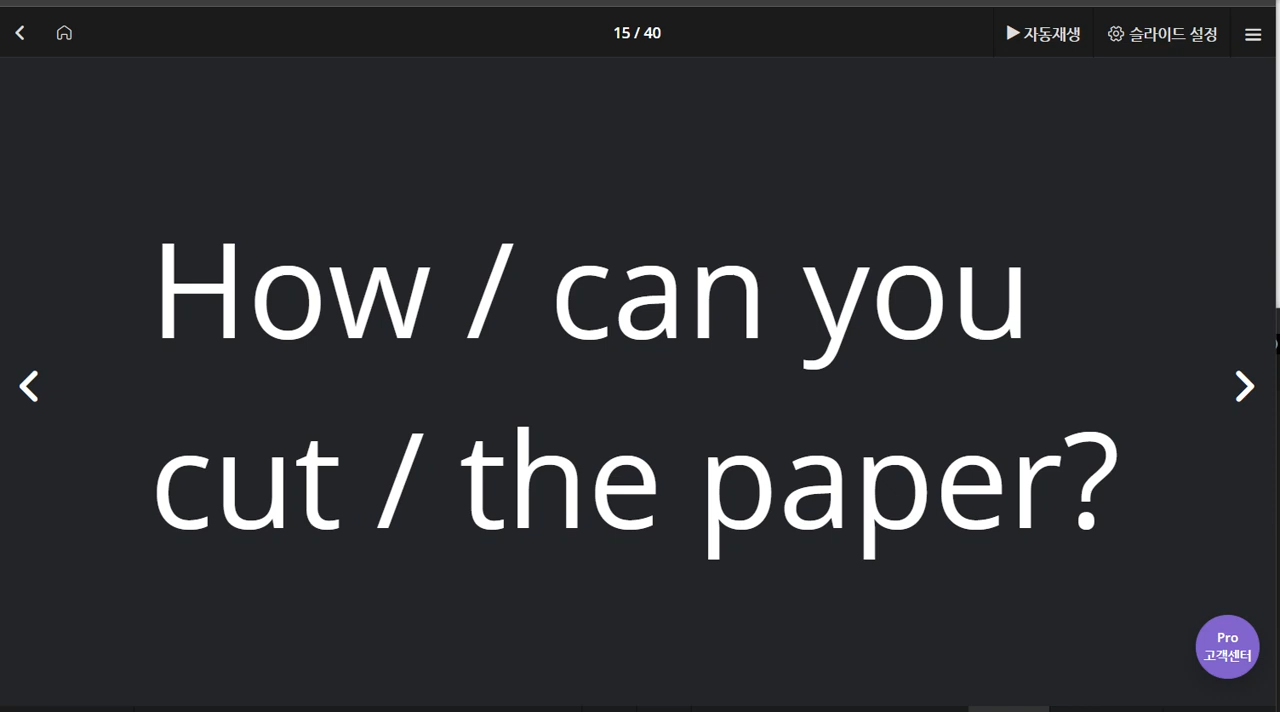 15 / 40
▶ 자동재생
슬라이드 설정
How / can you
cut / the paper?
Pro
고객센터